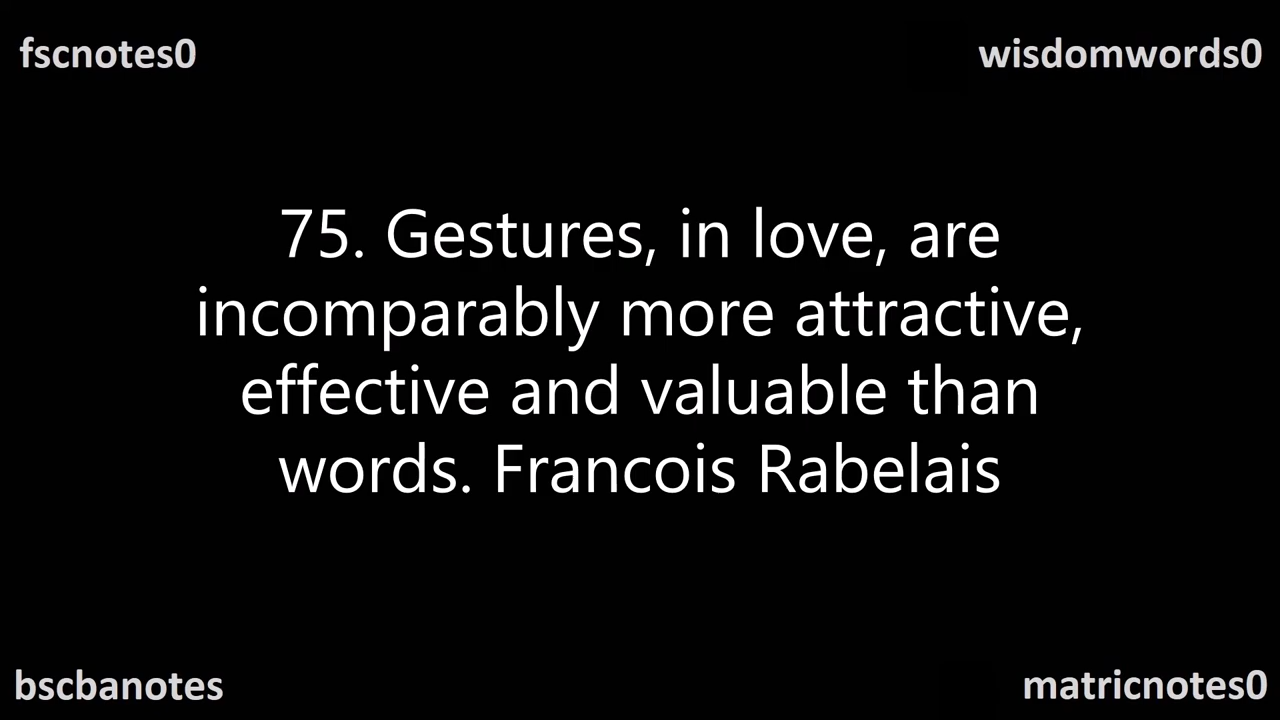 fscnotes0
wisdomwords0
75. Gestures, in love, are
incomparably more attractive,
effective and valuable than
words. Francois Rabelais
bscbanotes
matricnotes0